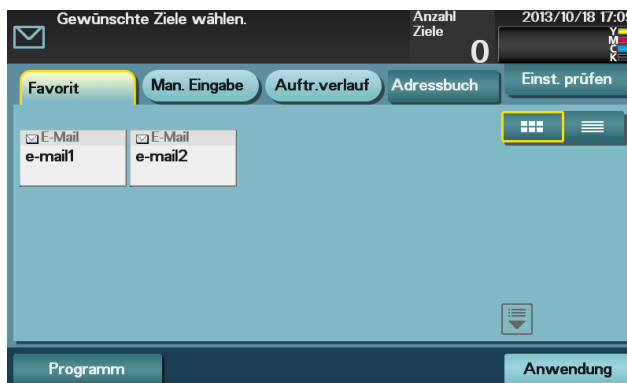 Gewünschte Ziele wählen.
Anzahl
Ziele
0
2013/10/18 17:09
Y
M
C
K
Favorit
Man. Eingabe
Auftr.verlauf
Adressbuch
Einst. prüfen
E-Mail
e-mail1
E-Mail
e-mail2
Programm
Anwendung